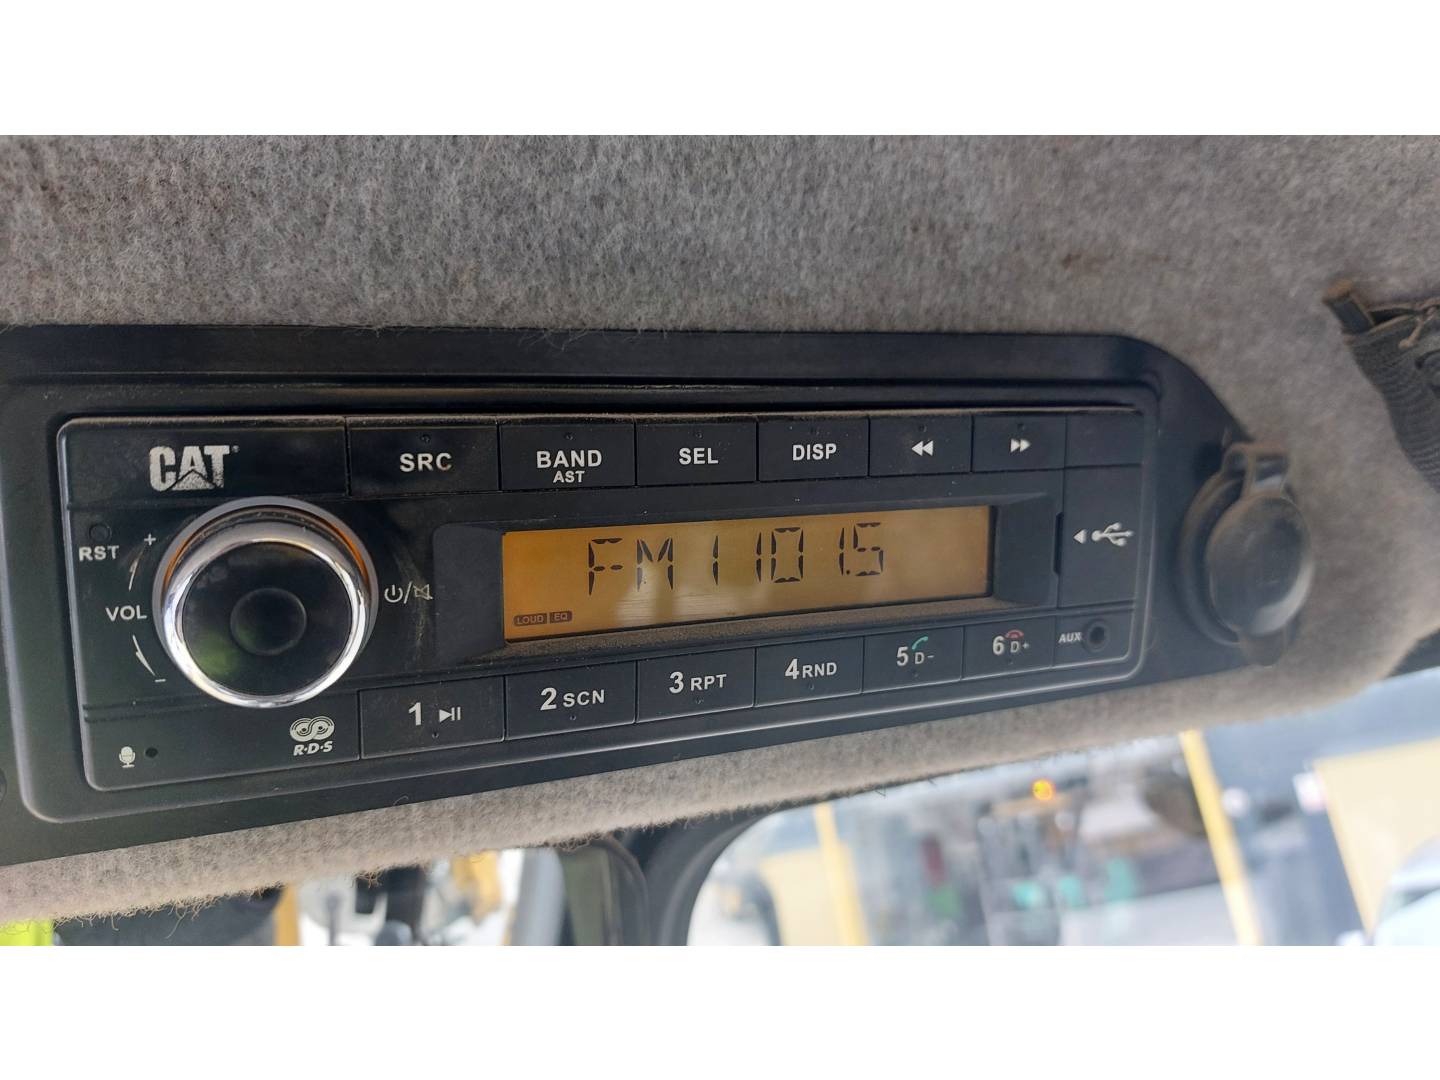 CAT
SRC
BAND
AST
SEL
DISP
RST
VOL
FM1 101.5
LOUD EQ
R·D·S
1
2 SCN
3 RPT
4 RND
5 D-
6 D+
AUX